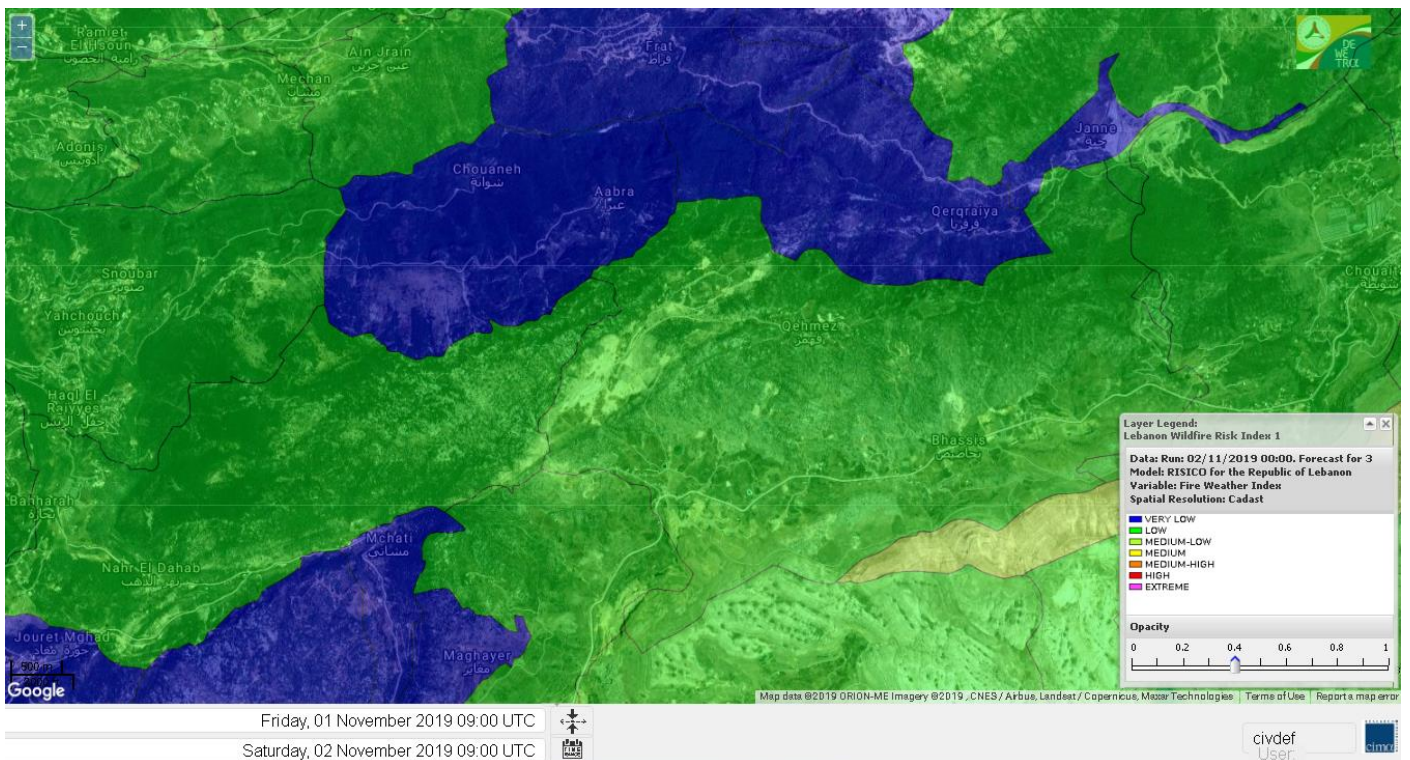 +
−
Ramiet
El Hsoun
رامية الحصون
Ain Jrain
عين جرين
Frat
فراط
Mechan
مشان
DE
WE
TRA
Adonis
أدونيس
Janne
جنة
Chouaneh
شوانة
Aabra
Qerqraiya
Snoubar
صنوبر
Chouaita
شويطة
Yahchouch
يحشوش
Qehmez
قهمز
Haql El
Raiyyes
حقل الريس
Bhassis
بحاصيص
Bahharah
بحارة
Mchati
مشاتي
Nahr El Dahab
نهر الذهب
Jouret Mghad
Maghayer
مغاير
500 m
Google
Layer Legend:
Lebanon Wildfire Risk Index 1
Data: Run: 02/11/2019 00:00. Forecast for 3
Model: RISICO for the Republic of Lebanon
Variable: Fire Weather Index
Spatial Resolution: Cadast
VERY LOW
LOW
MEDIUM-LOW
MEDIUM
MEDIUM-HIGH
HIGH
EXTREME
Opacity
0 0.2 0.4 0.6 0.8 1
Map data ©2019 ORION-ME Imagery ©2019 , CNES / Airbus, Landsat / Copernicus, Maxar Technologies Terms of Use Report a map error
Friday, 01 November 2019 09:00 UTC
Saturday, 02 November 2019 09:00 UTC
civdef
User:
cima